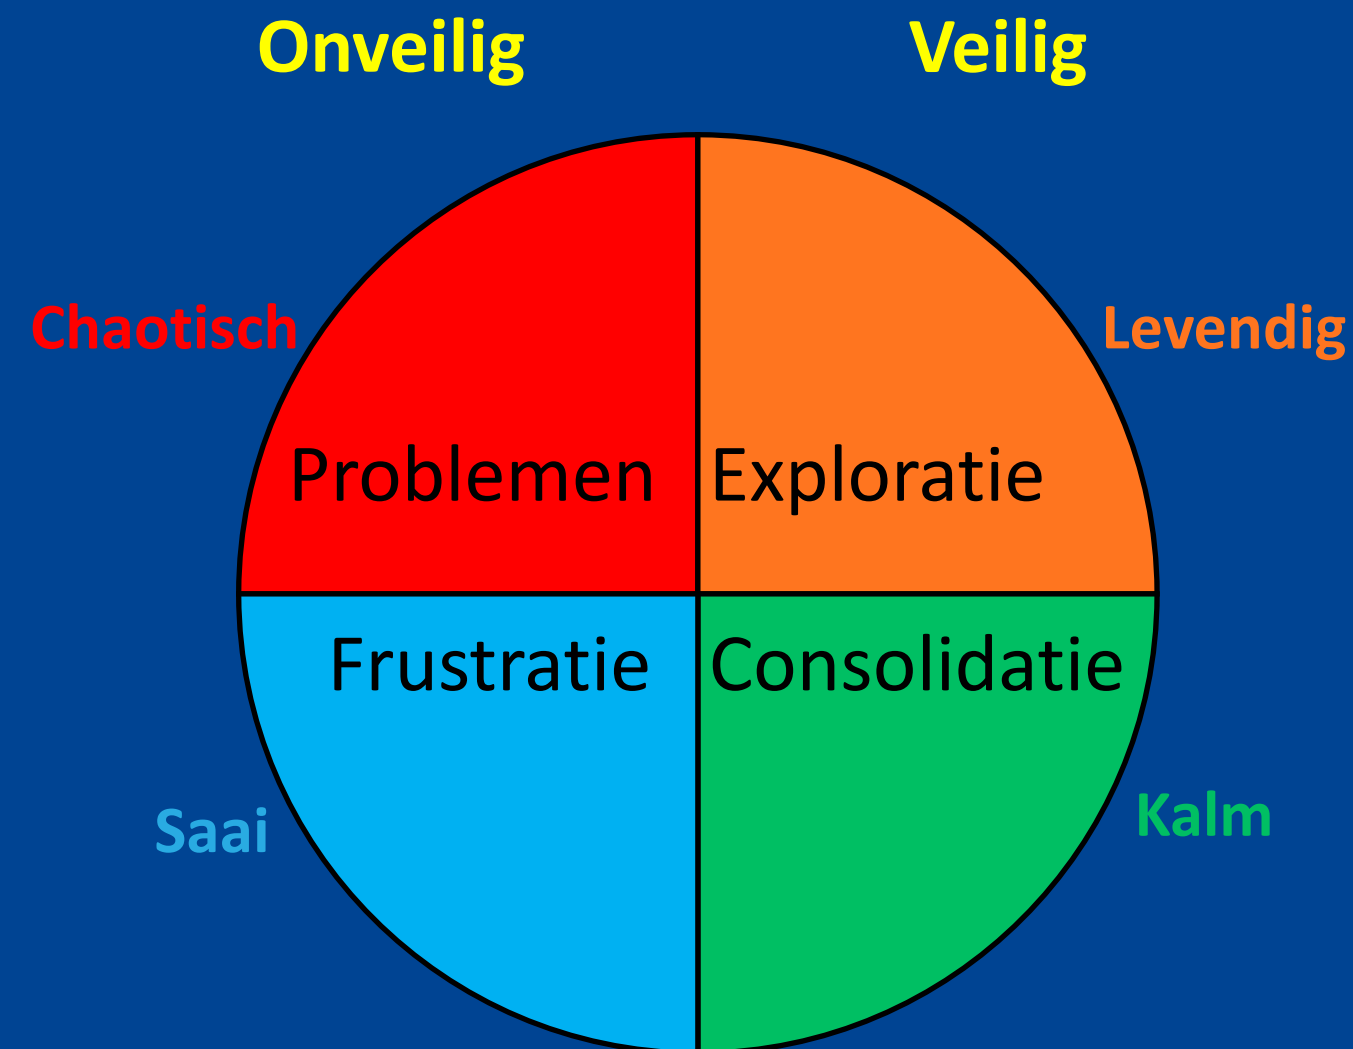 Onveilig
Veilig
Chaotisch
Levendig
Problemen
Exploratie
Frustratie
Consolidatie
Saai
Kalm